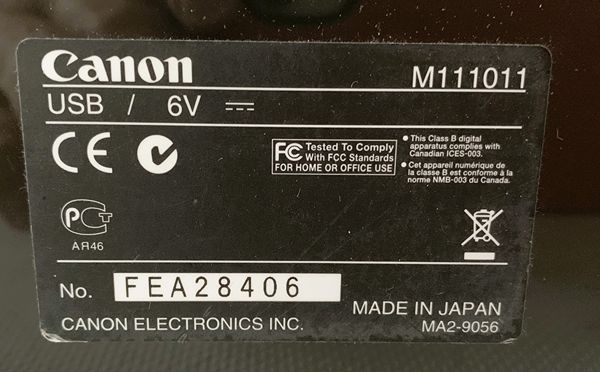 Canon M111011
USB / 6V
CE
FC Tested To Comply
With FCC Standards
FOR HOME OR OFFICE USE
• This Class B digital
apparatus complies with
Canadian ICES-003.
• Cet appareil numérique de
la classe B est conforme à la
norme NMB-003 du Canada.
РСТ
АЯ46
No. FEA28406
MADE IN JAPAN
CANON ELECTRONICS INC. MA2-9056